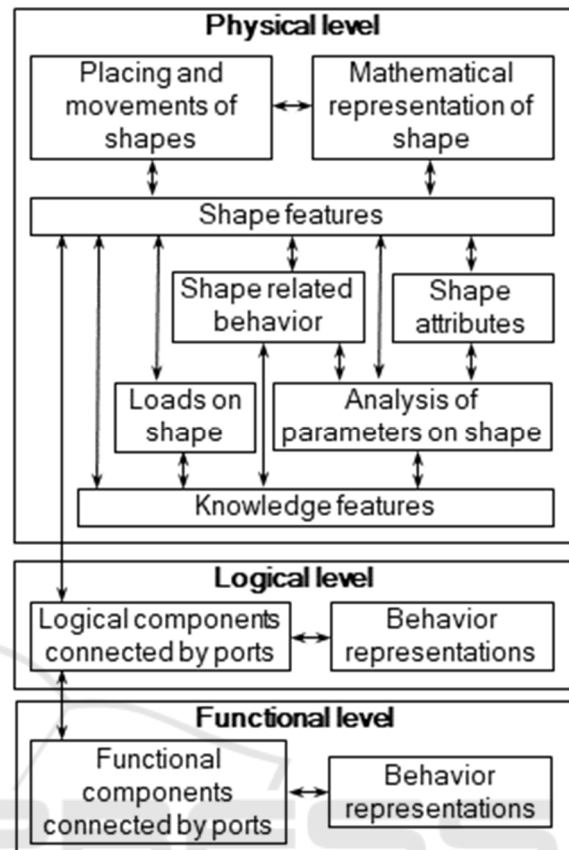 Physical level
Placing and
movements of
shapes
Mathematical
representation of
shape
Shape features
Shape related
behavior
Shape
attributes
Loads on
shape
Analysis of
parameters on shape
Knowledge features
Logical level
Logical components
connected by ports
Behavior
representations
Functional level
Functional
components
connected by ports
Behavior
representations